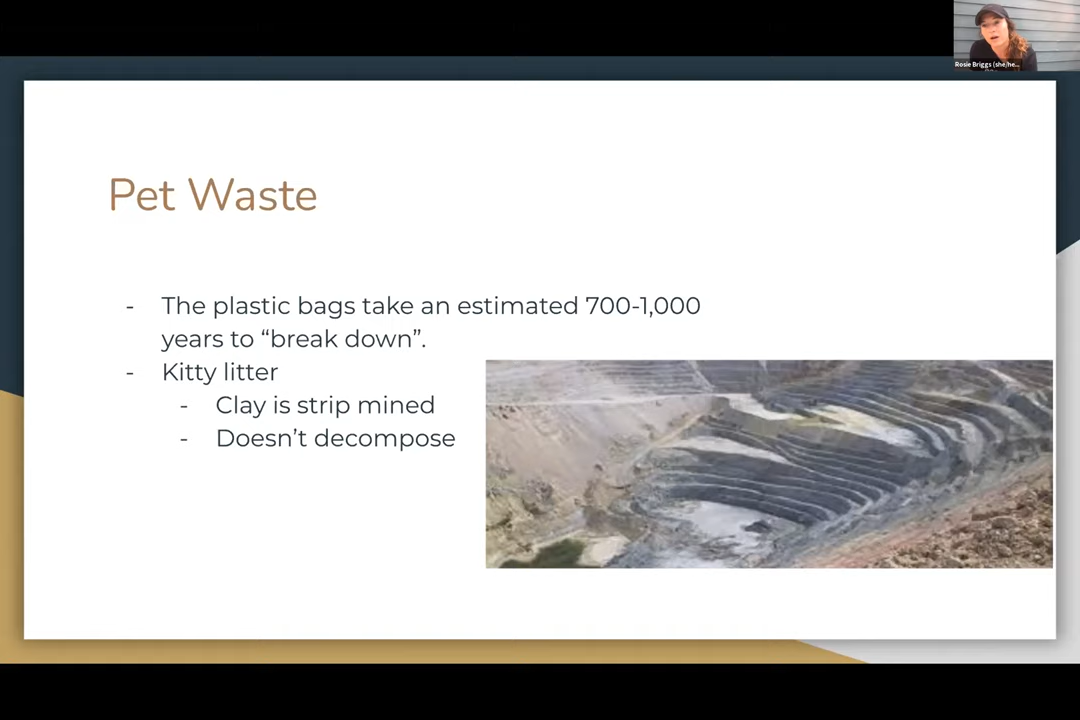 Rosie Briggs (she/he...
Pet Waste
- The plastic bags take an estimated 700-1,000
years to “break down”.
- Kitty litter
- Clay is strip mined
- Doesn’t decompose